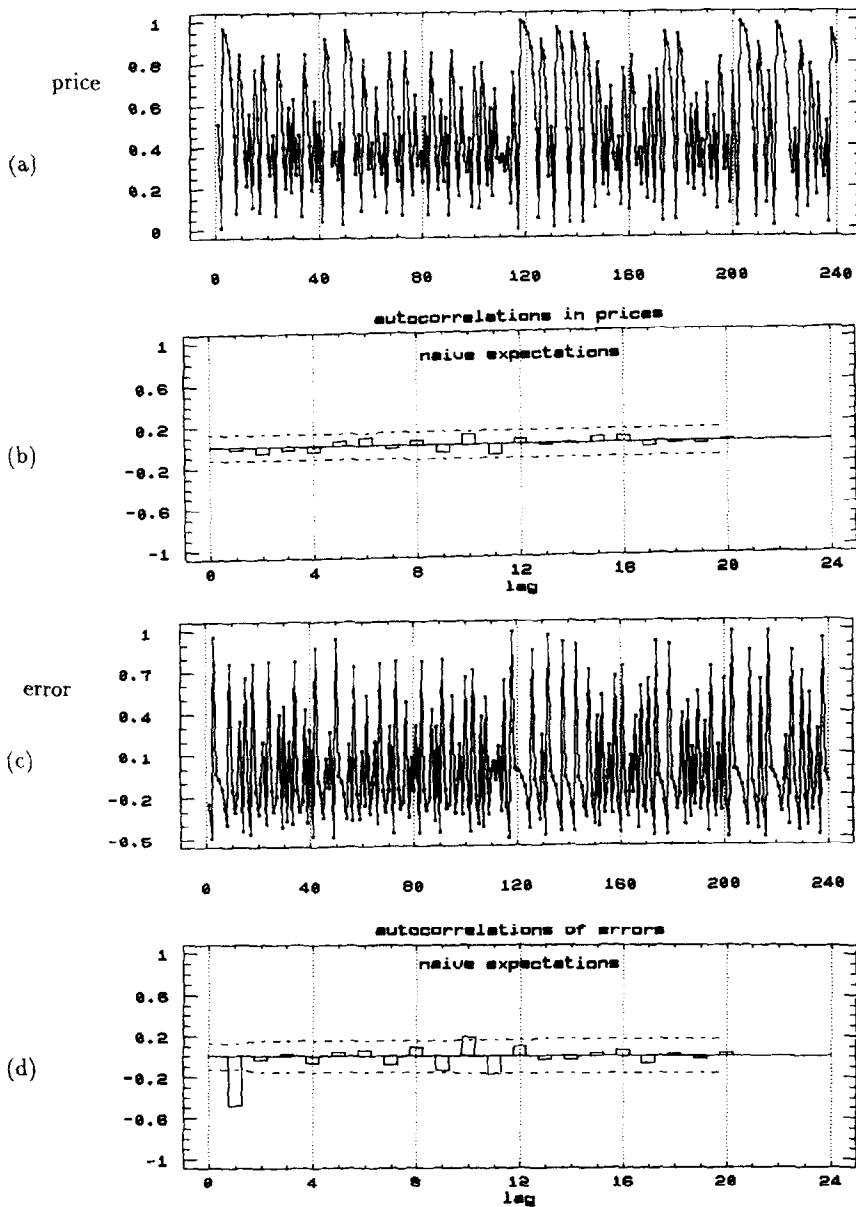 price
(a)
1
0.8
0.6
0.4
0.2
0
0 40 80 120 160 200 240
autocorrelations in prices
naive expectations
(b)
1
0.6
0.2
-0.2
-0.6
-1
0 4 8 12 16 20 24
lag
error
(c)
1
0.7
0.4
0.1
-0.2
-0.5
0 40 80 120 160 200 240
autocorrelations of errors
naive expectations
(d)
1
0.6
0.2
-0.2
-0.6
-1
0 4 8 12 16 20 24
lag